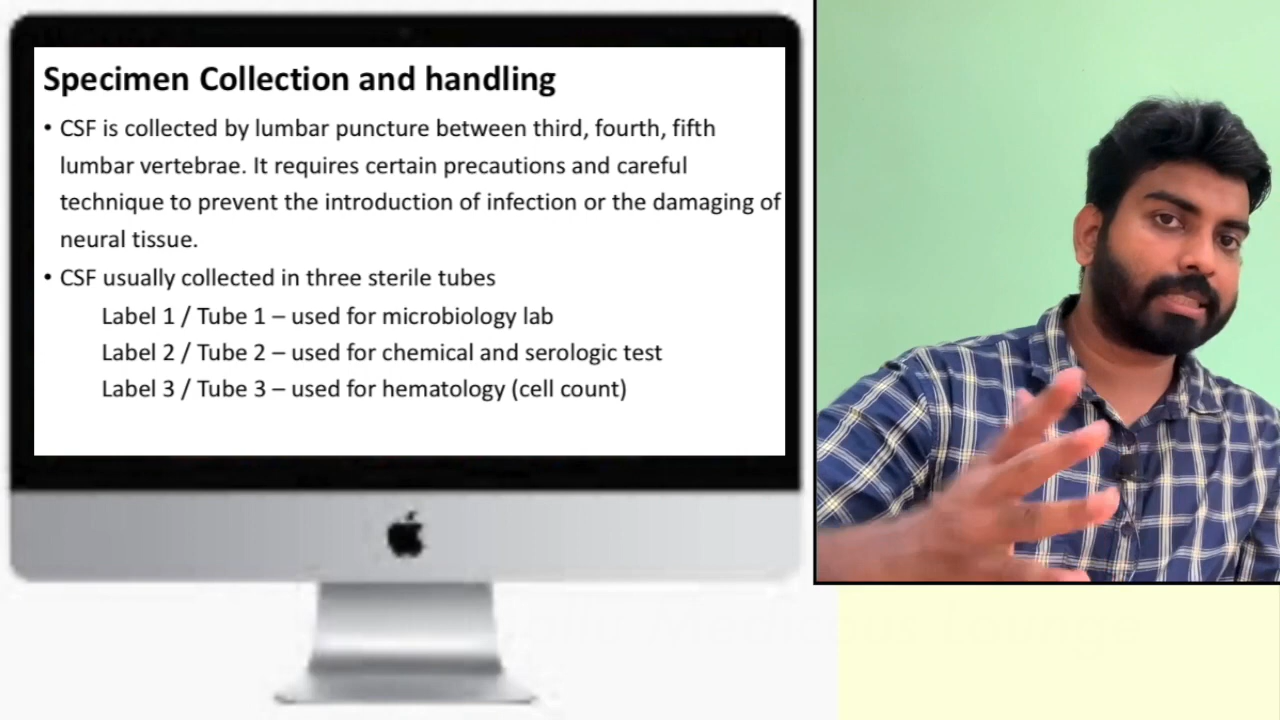 Specimen Collection and handling
• CSF is collected by lumbar puncture between third, fourth, fifth
lumbar vertebrae. It requires certain precautions and careful
technique to prevent the introduction of infection or the damaging of
neural tissue.
• CSF usually collected in three sterile tubes
Label 1 / Tube 1 – used for microbiology lab
Label 2 / Tube 2 – used for chemical and serologic test
Label 3 / Tube 3 – used for hematology (cell count)